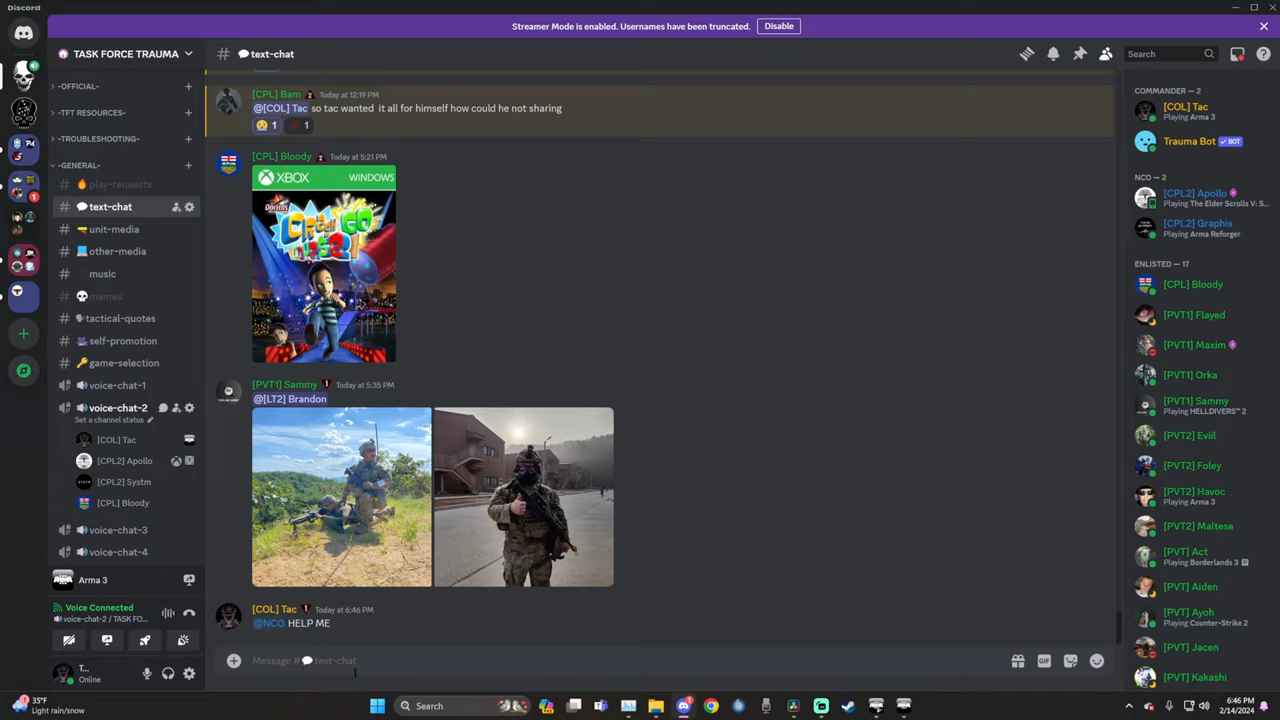 Discord
Streamer Mode is enabled. Usernames have been truncated.
Disable
TASK FORCE TRAUMA
# text-chat
Search
-OFFICIAL-
-TFT RESOURCES-
-TROUBLESHOOTING-
-GENERAL-
# play-requests
# text-chat
# unit-media
# other-media
# music
# memes
# tactical-quotes
# self-promotion
# game-selection
voice-chat-1
voice-chat-2
Set a channel status
[COL] Tac
[CPL2] Apollo
[CPL2] Systm
[CPL] Bloody
voice-chat-3
voice-chat-4
Arma 3
Voice Connected
voice-chat-2 / TASK FO...
T...
Online
[CPL] Bam Today at 12:19 PM
@[COL] Tac so tac wanted it all for himself how could he not sharing
1 1
[CPL] Bloody Today at 5:21 PM
XBOX WINDOWS
Doritos
CRASH
[PVT1] Sammy Today at 5:35 PM
@[LT2] Brandon
[COL] Tac Today at 6:46 PM
@NCO HELP ME
Message # text-chat
GIF
COMMANDER — 2
[COL] Tac
Playing Arma 3
Trauma Bot BOT
NCO — 2
[CPL2] Apollo
Playing The Elder Scrolls V: S...
[CPL2] Graphix
Playing Arma Reforger
ENLISTED — 17
[CPL] Bloody
[PVT1] Flayed
[PVT1] Maxim
[PVT1] Orka
[PVT1] Sammy
Playing HELLDIVERS™ 2
[PVT2] Eviil
[PVT2] Foley
[PVT2] Havoc
Playing Arma 3
[PVT2] Maltese
[PVT] Act
Playing Borderlands 3
[PVT] Aiden
[PVT] Ayoh
Playing Counter-Strike 2
[PVT] Jacen
[PVT] Kakashi
35°F
Light rain/snow
Search
6:46 PM
2/14/2024